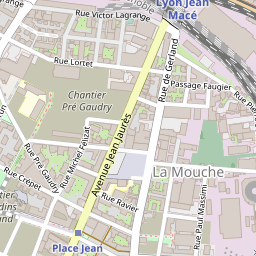 Lyon Jean
Macé
Rue Victor Lagrange
Rue Lortet
Passage Faugier
Chantier
Pré Gaudry
Rue de Gerland
Avenue Jean Jaurès
Rue Michel Félizat
Rue Pré Gaudry
La Mouche
Rue Crépet
Rue Ravier
Rue Paul Massimi
Place Jean